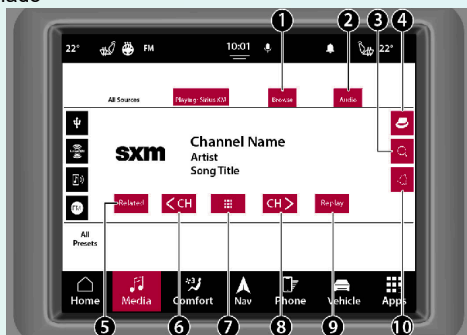 1 2 3 4
22° FM 10:01 22°
All Sources Playing: Sirius XM Browse Audio
sxm
Channel Name
Artist
Song Title
FM
+Related <CH CH> Replay
All
Presets
Home Media Comfort Nav Phone Vehicle Apps
5 6 7 8 9 10